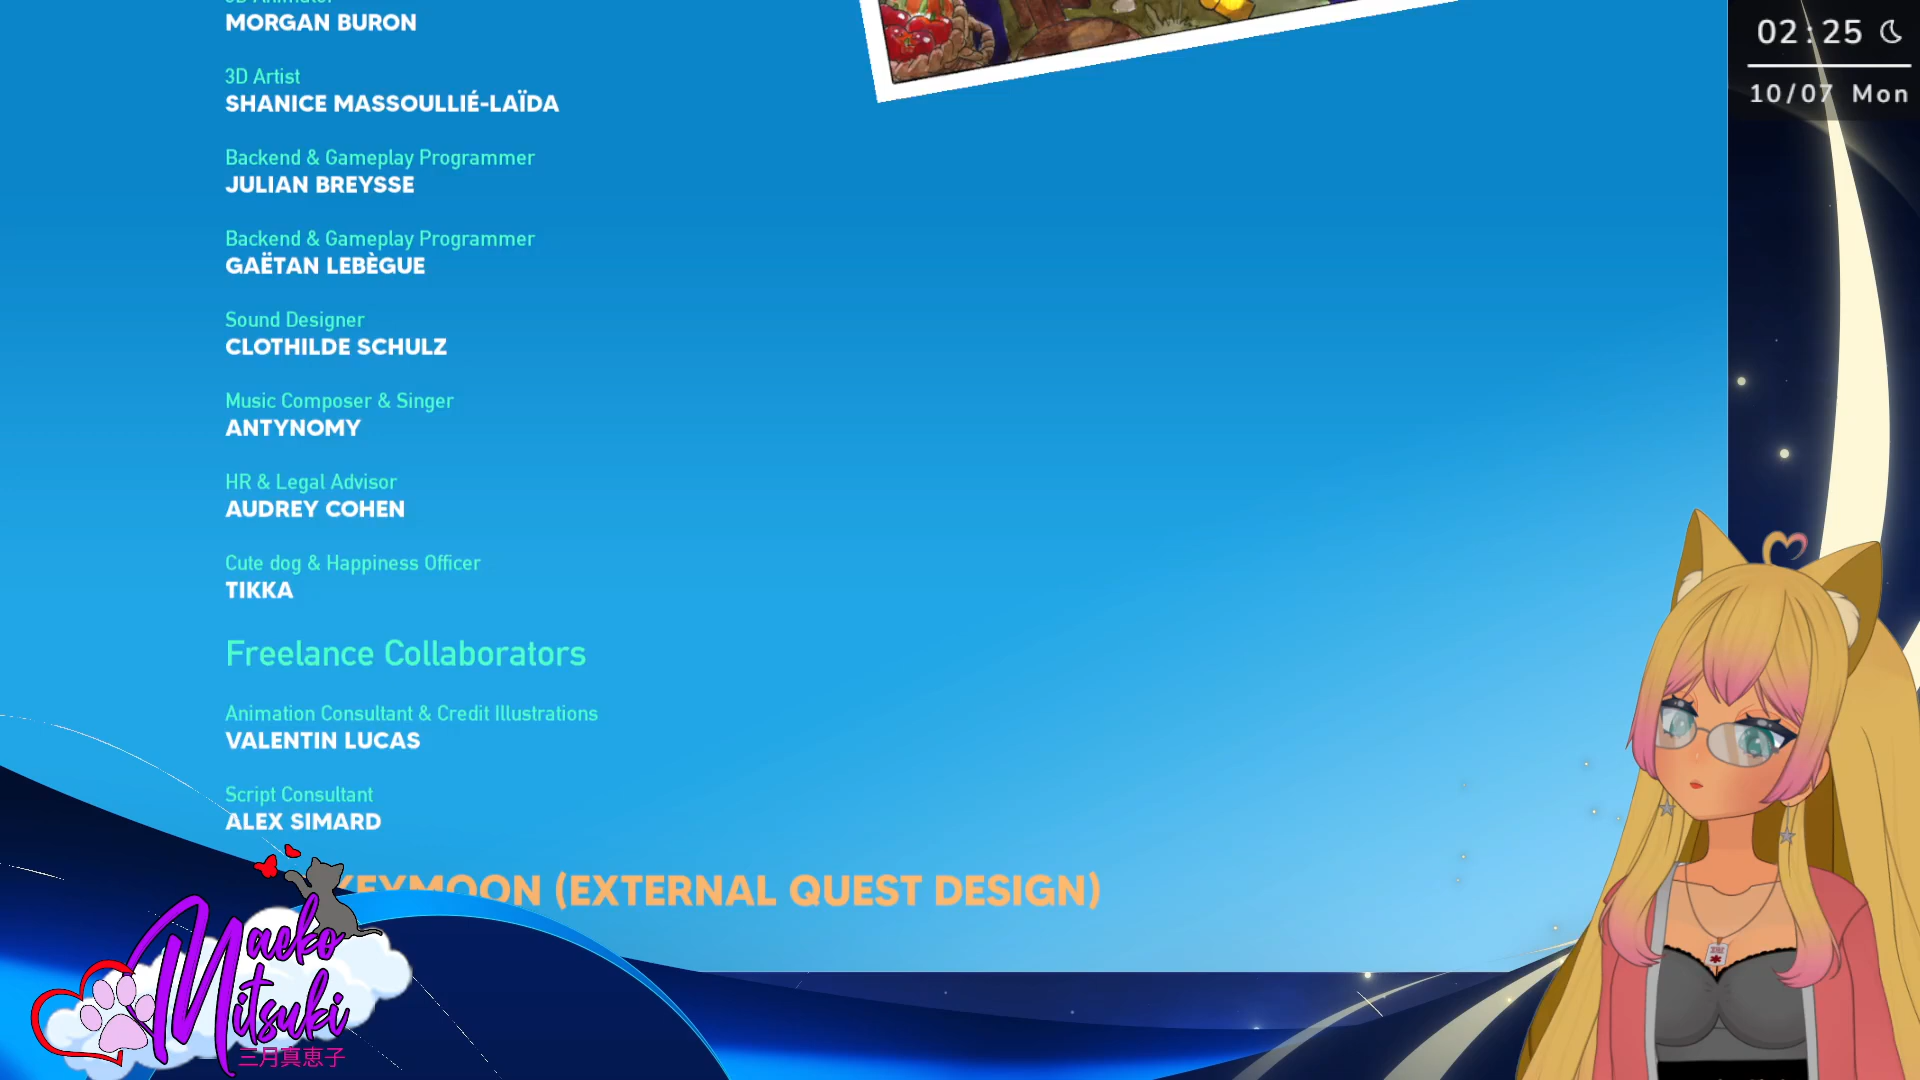 MORGAN BURON
3D Artist
SHANICE MASSOULLIÉ-LAÏDA
Backend & Gameplay Programmer
JULIAN BREYSSE
Backend & Gameplay Programmer
GAËTAN LEBÈGUE
Sound Designer
CLOTHILDE SCHULZ
Music Composer & Singer
ANTYNOMY
HR & Legal Advisor
AUDREY COHEN
Cute dog & Happiness Officer
TIKKA
Freelance Collaborators
Animation Consultant & Credit Illustrations
VALENTIN LUCAS
Script Consultant
ALEX SIMARD
(EXTERNAL QUEST DESIGN)
02:25
10/07 Mon
Maeko
Mitsuki
三月真恵子